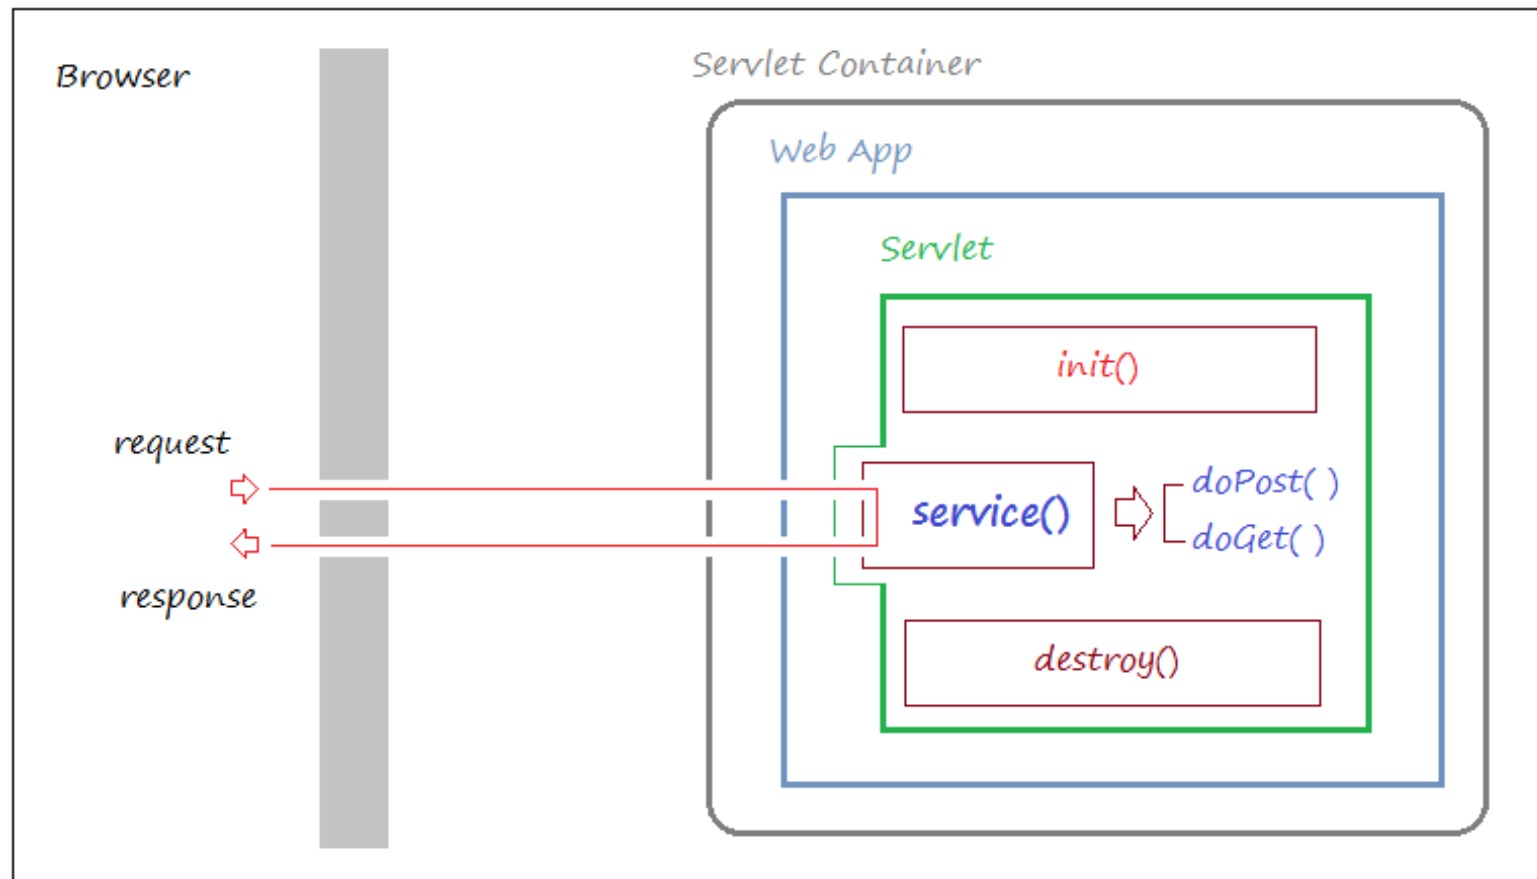 Browser
Servlet Container
Web App
Servlet
init()
request
service()
doPost( )
doGet( )
response
destroy()